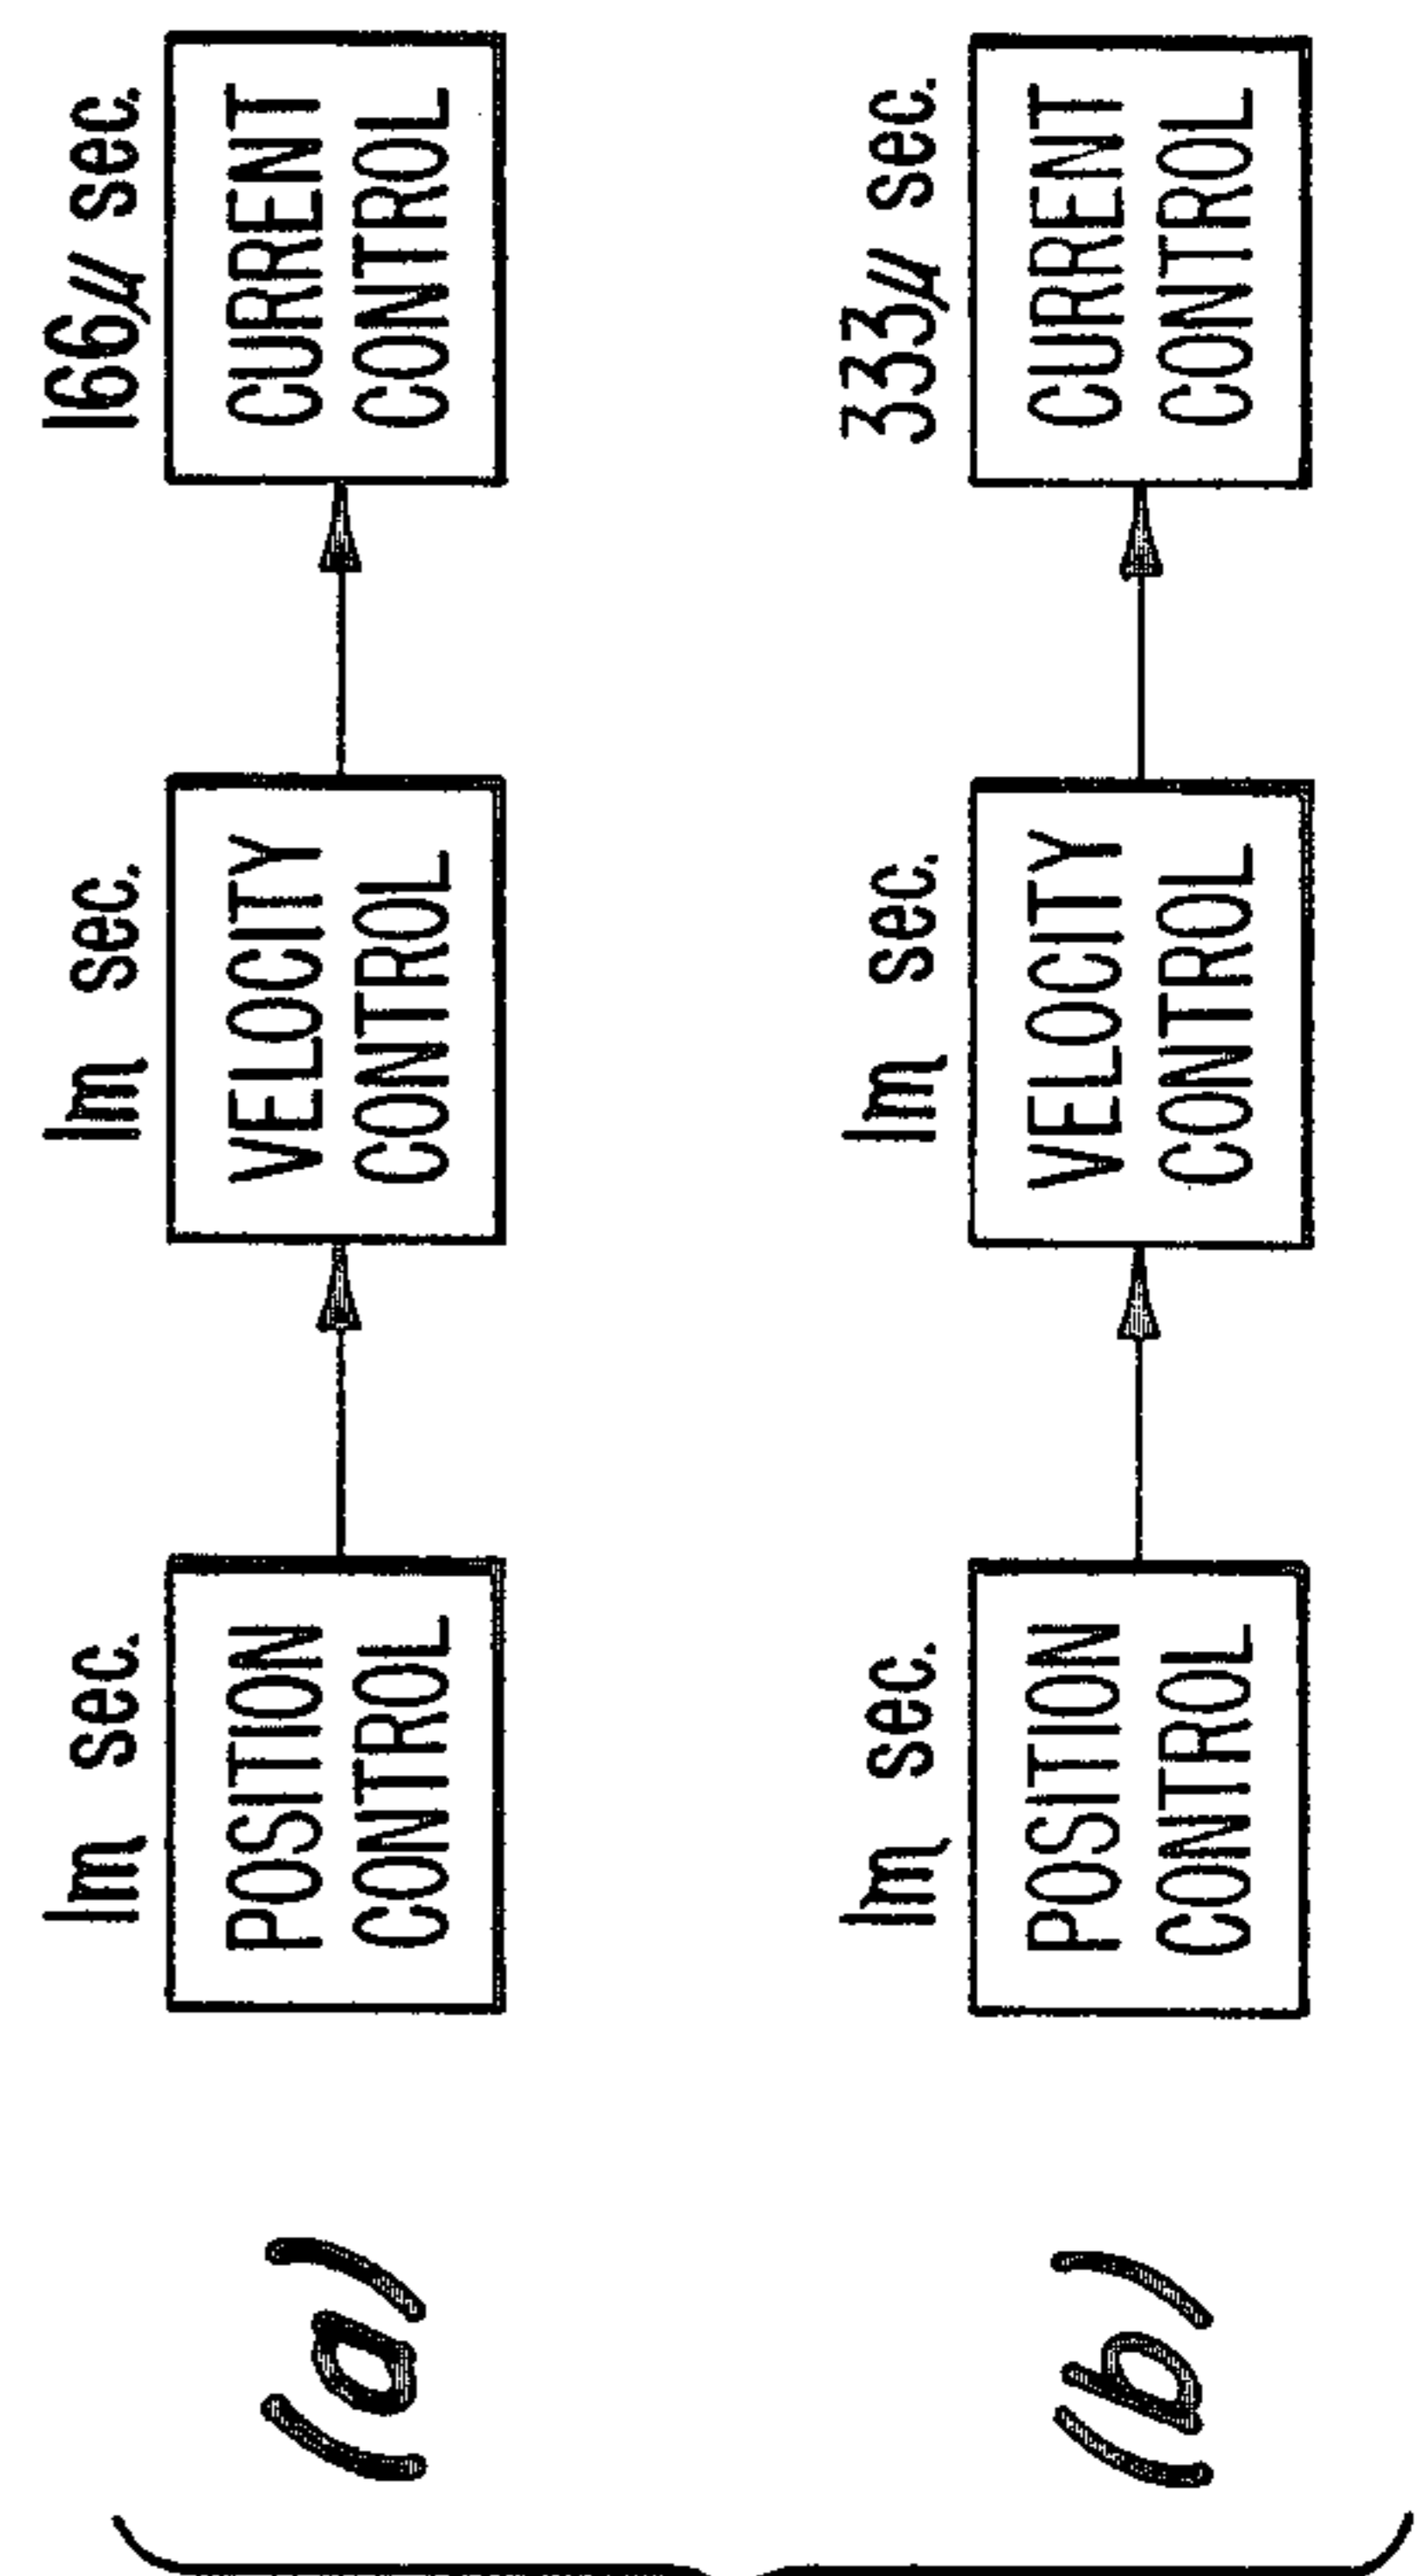 (a)
1m sec.
POSITION
CONTROL
1m sec.
VELOCITY
CONTROL
166μ sec.
CURRENT
CONTROL
(b)
1m sec.
POSITION
CONTROL
1m sec.
VELOCITY
CONTROL
333μ sec.
CURRENT
CONTROL